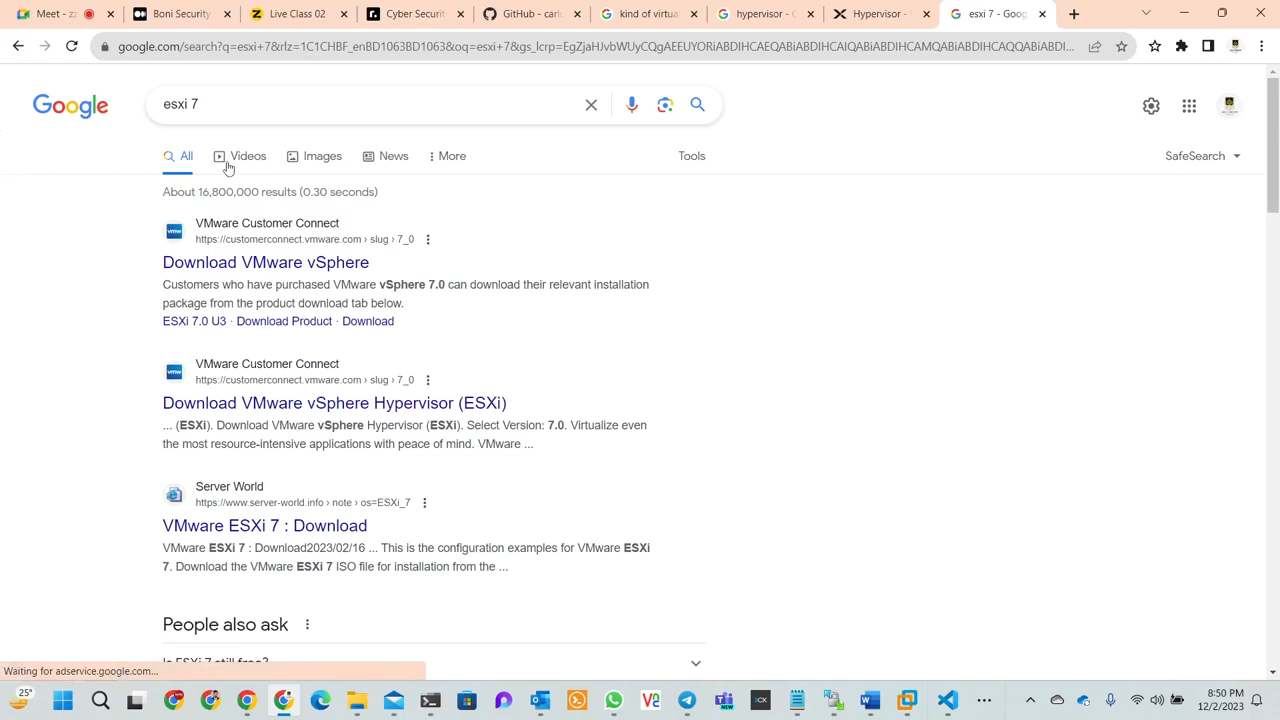 Meet - zz
Boni Securit
Live Class 02
Cyber Securit
GitHub - carl
kind of virtua
hypervisor - G
Hypervisor -
esxi 7 - Goog
google.com/search?q=esxi+7&rlz=1C1CHBF_enBD1063BD1063&oq=esxi+7&gs_lcrp=EgZjaHJvbWUyCQgAEEUYORiABDIHCAEQABiABDIHCAIQABiABDIHCAMQABiABDIHCAQQABiABD...
Google
esxi 7
All
Videos
Images
News
More
Tools
SafeSearch
About 16,800,000 results (0.30 seconds)
VMware Customer Connect
https://customerconnect.vmware.com › slug › 7_0
Download VMware vSphere
Customers who have purchased VMware vSphere 7.0 can download their relevant installation
package from the product download tab below.
ESXi 7.0 U3 · Download Product · Download
VMware Customer Connect
https://customerconnect.vmware.com › slug › 7_0
Download VMware vSphere Hypervisor (ESXi)
... (ESXi). Download VMware vSphere Hypervisor (ESXi). Select Version: 7.0. Virtualize even
the most resource-intensive applications with peace of mind. VMware ...
Server World
https://www.server-world.info › note › os=ESXi_7
VMware ESXi 7 : Download
VMware ESXi 7 : Download2023/02/16 ... This is the configuration examples for VMware ESXi
7. Download the VMware ESXi 7 ISO file for installation from the ...
People also ask
Is ESXi 7 still free?
Waiting for adservice.google.com...
25°
8:50 PM
12/2/2023